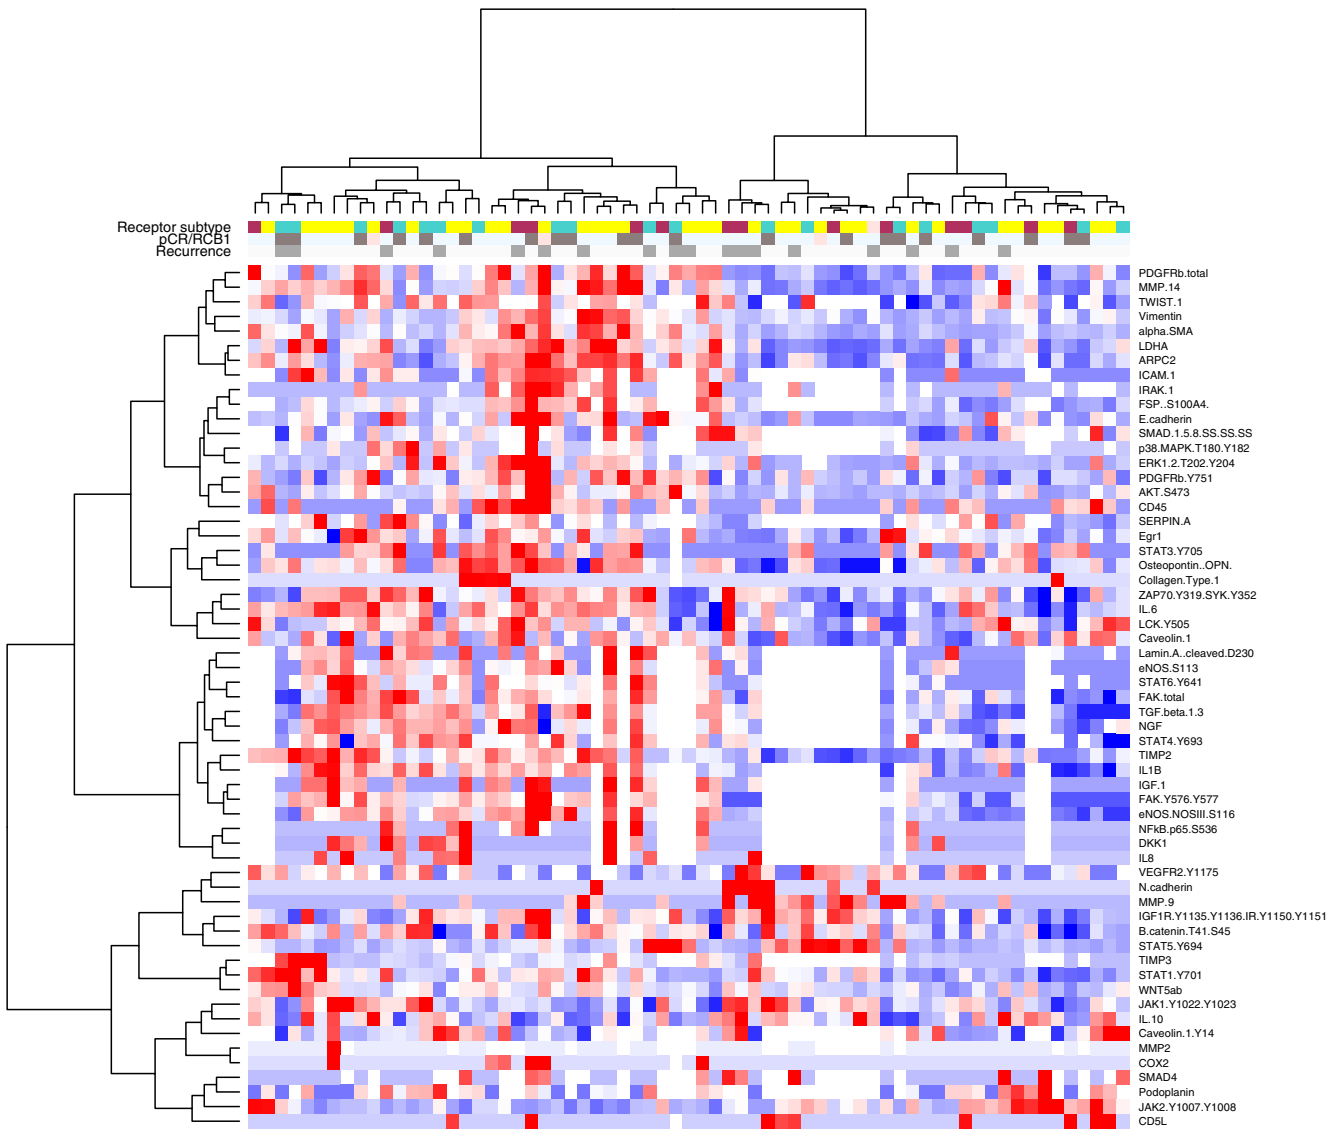 Receptor subtype
pCR/RCB1
Recurrence
PDGFRb.total
MMP.14
TWIST.1
Vimentin
alpha.SMA
LDHA
ARPC2
ICAM.1
IRAK.1
FSP..S100A4.
E.cadherin
SMAD.1.5.8.SS.SS.SS
p38.MAPK.T180.Y182
ERK1.2.T202.Y204
PDGFRb.Y751
AKT.S473
CD45
SERPIN.A
Egr1
STAT3.Y705
Osteopontin..OPN.
Collagen.Type.1
ZAP70.Y319.SYK.Y352
IL.6
LCK.Y505
Caveolin.1
Lamin.A..cleaved.D230
eNOS.S113
STAT6.Y641
FAK.total
TGF.beta.1.3
NGF
STAT4.Y693
TIMP2
IL1B
IGF.1
FAK.Y576.Y577
eNOS.NOSIII.S116
NFkB.p65.S536
DKK1
IL8
VEGFR2.Y1175
N.cadherin
MMP.9
IGF1R.Y1135.Y1136.IR.Y1150.Y1151
B.catenin.T41.S45
STAT5.Y694
TIMP3
STAT1.Y701
WNT5ab
JAK1.Y1022.Y1023
IL.10
Caveolin.1.Y14
MMP2
COX2
SMAD4
Podoplanin
JAK2.Y1007.Y1008
CD5L